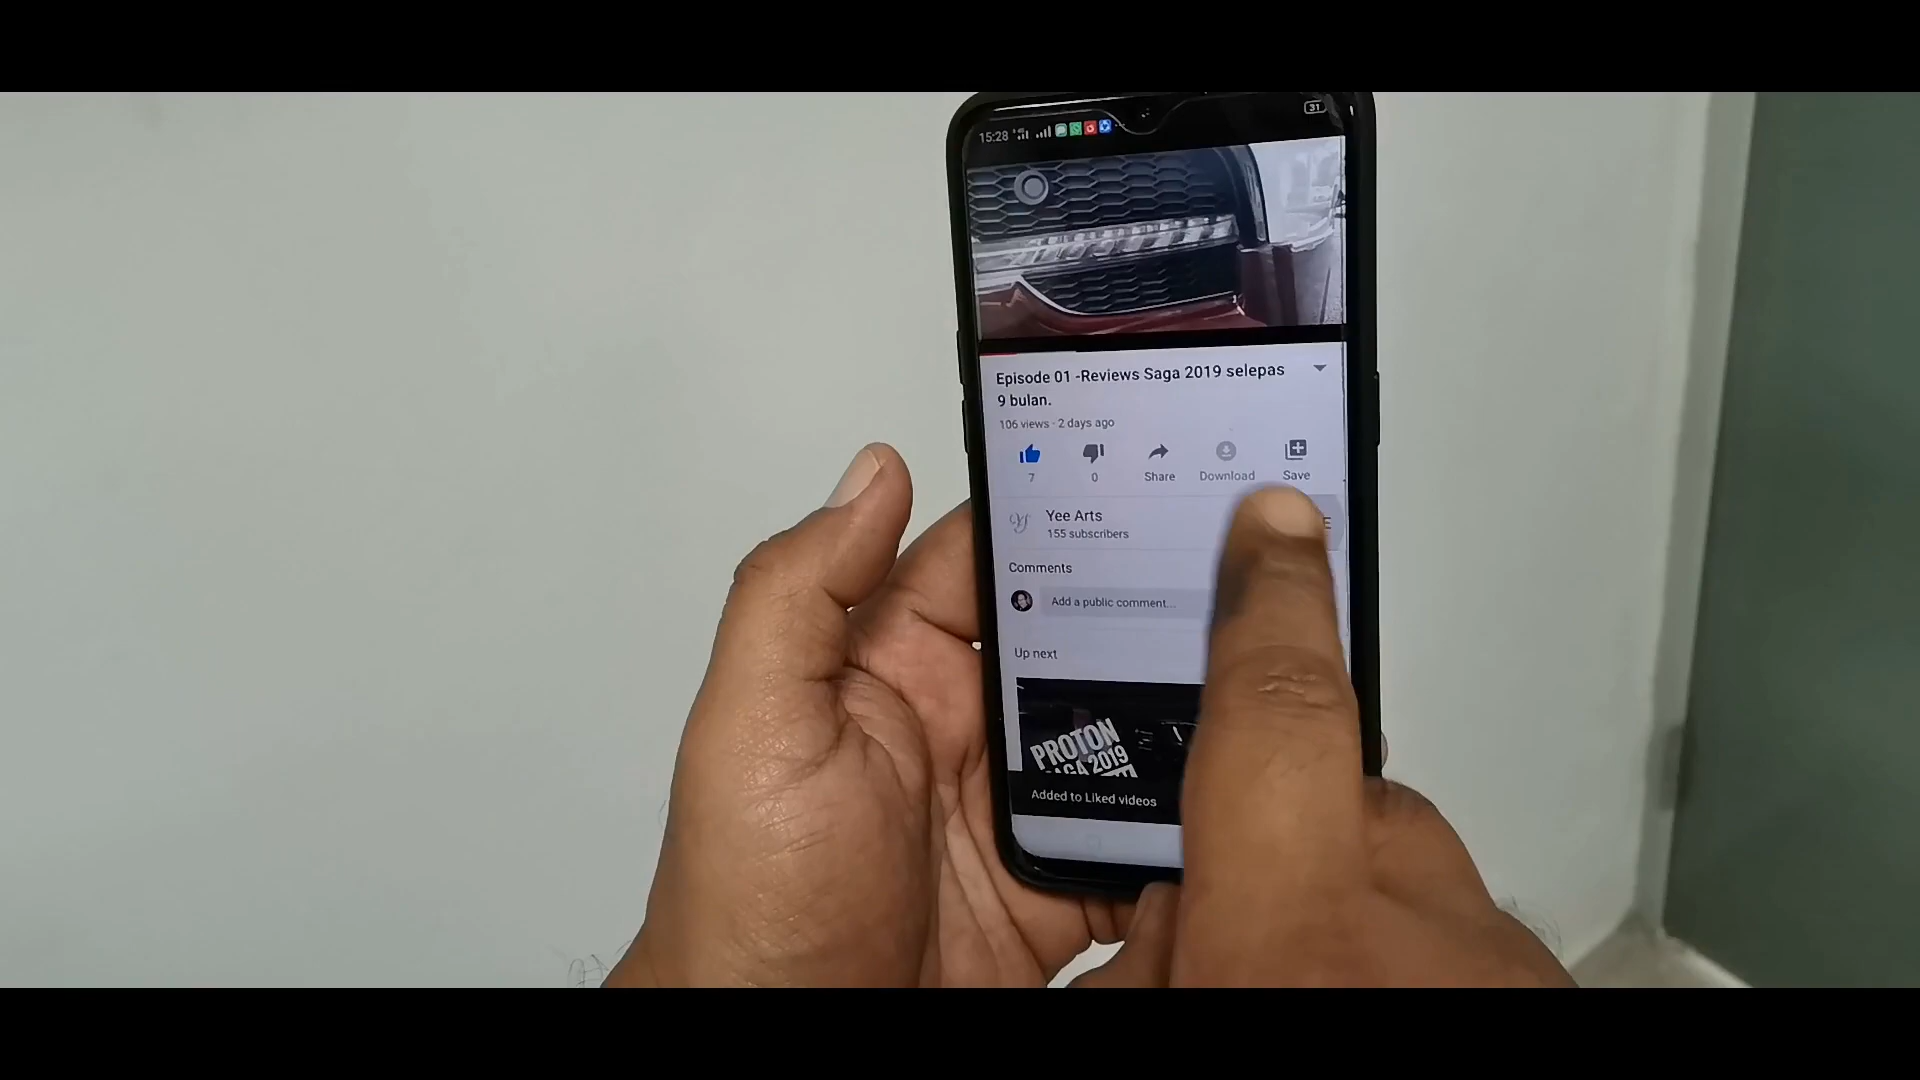 15:28
31
Episode 01 -Reviews Saga 2019 selepas
9 bulan.
106 views · 2 days ago
7
0
Share
Download
Save
Yee Arts
155 subscribers
E
Comments
Add a public comment...
Up next
PROTON
SAGA 2019
Added to Liked videos